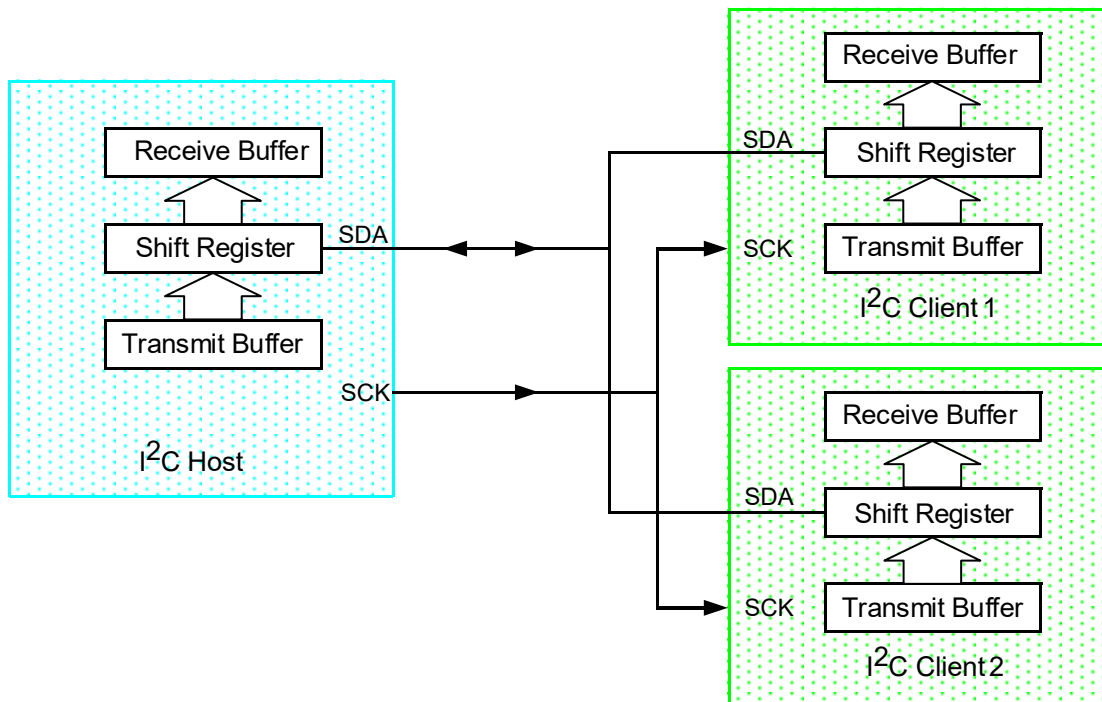 Receive Buffer
Shift Register
SDA
Transmit Buffer
SCK
I²C Host
Receive Buffer
SDA
Shift Register
SCK
Transmit Buffer
I²C Client 1
Receive Buffer
SDA
Shift Register
SCK
Transmit Buffer
I²C Client 2